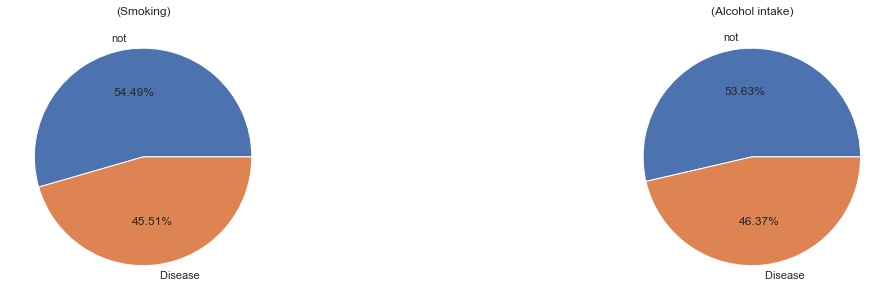 (Smoking)
not
54.49%
45.51%
Disease
(Alcohol intake)
not
53.63%
46.37%
Disease